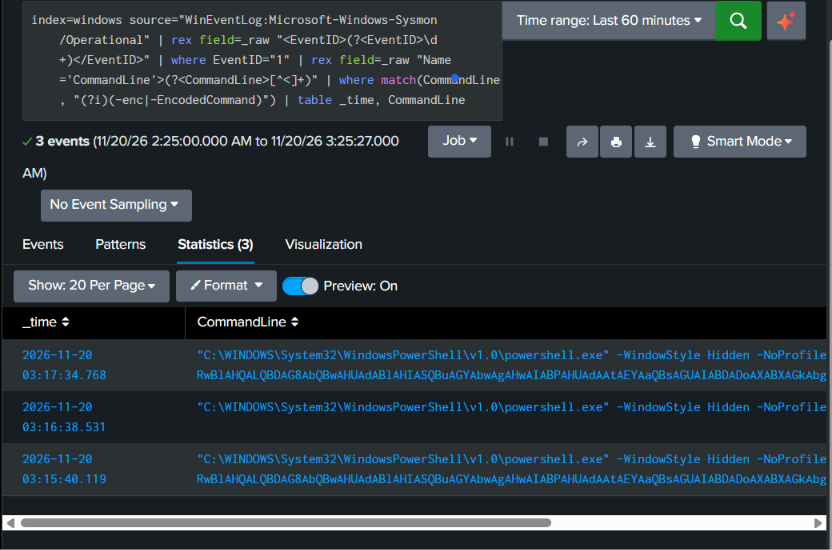 index=windows source="WinEventLog:Microsoft-Windows-Sysmon
/Operational" | rex field=_raw "<EventID>(?<EventID>\d
+)</EventID>" | where EventID="1" | rex field=_raw "Name
='CommandLine'>(?<CommandLine>[^<]+)" | where match(CommandLine
, "(?i)(-enc|-EncodedCommand)") | table _time, CommandLine
Time range: Last 60 minutes
3 events (11/20/26 2:25:00.000 AM to 11/20/26 3:25:27.000
AM)
Job
Smart Mode
No Event Sampling
Events Patterns Statistics (3) Visualization
Show: 20 Per Page Format Preview: On
_time CommandLine
2026-11-20 "C:\WINDOWS\System32\WindowsPowerShell\v1.0\powershell.exe" -WindowStyle Hidden -NoProfile
03:17:34.768 RwBlAHQALQBDAG8AbQBwAHUAdABlAHIASQBuAGYAbwAgAHwAIABPAHUAdAAtAEYAaQBsAGUAIABDADoAXABXAGkAbg
2026-11-20 "C:\WINDOWS\System32\WindowsPowerShell\v1.0\powershell.exe" -WindowStyle Hidden -NoProfile
03:16:38.531
2026-11-20 "C:\WINDOWS\System32\WindowsPowerShell\v1.0\powershell.exe" -WindowStyle Hidden -NoProfile
03:15:40.119 RwBlAHQALQBDAG8AbQBwAHUAdABlAHIASQBuAGYAbwAgAHwAIABPAHUAdAAtAEYAaQBsAGUAIABDADoAXABXAGkAbg